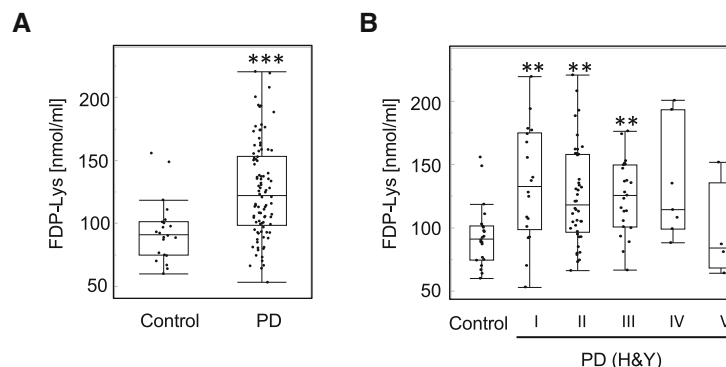 A
B
***
FDP-Lys [nmol/ml]
200
150
100
50
Control PD
** ** **
FDP-Lys [nmol/ml]
200
150
100
50
Control I II III IV V
PD (H&Y)